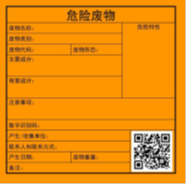 危险废物
废物名称：
危险特性
废物类别：
废物代码：
废物形态：
主要成分：
有害成分：
注意事项：
数字识别码：
产生/收集单位：
联系人和联系方式：
产生日期：
废物重量：
备注：